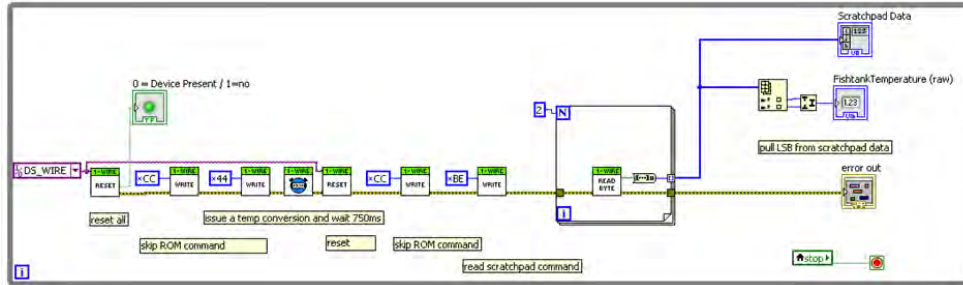 Scratchpad Data
0 = Device Present / 1=no
FishtankTemperature (raw)
2
N
TF
123
pull LSB from scratchpad data
DS_WIRE
1-WIRE
RESET
xCC
1-WIRE
WRITE
x44
1-WIRE
WRITE
1-WIRE
1-WIRE
RESET
xCC
1-WIRE
WRITE
xBE
1-WIRE
WRITE
1-WIRE
READ
BYTE
error out
reset all
issue a temp conversion and wait 750ms
i
skip ROM command
reset
skip ROM command
read scratchpad command
stop
i